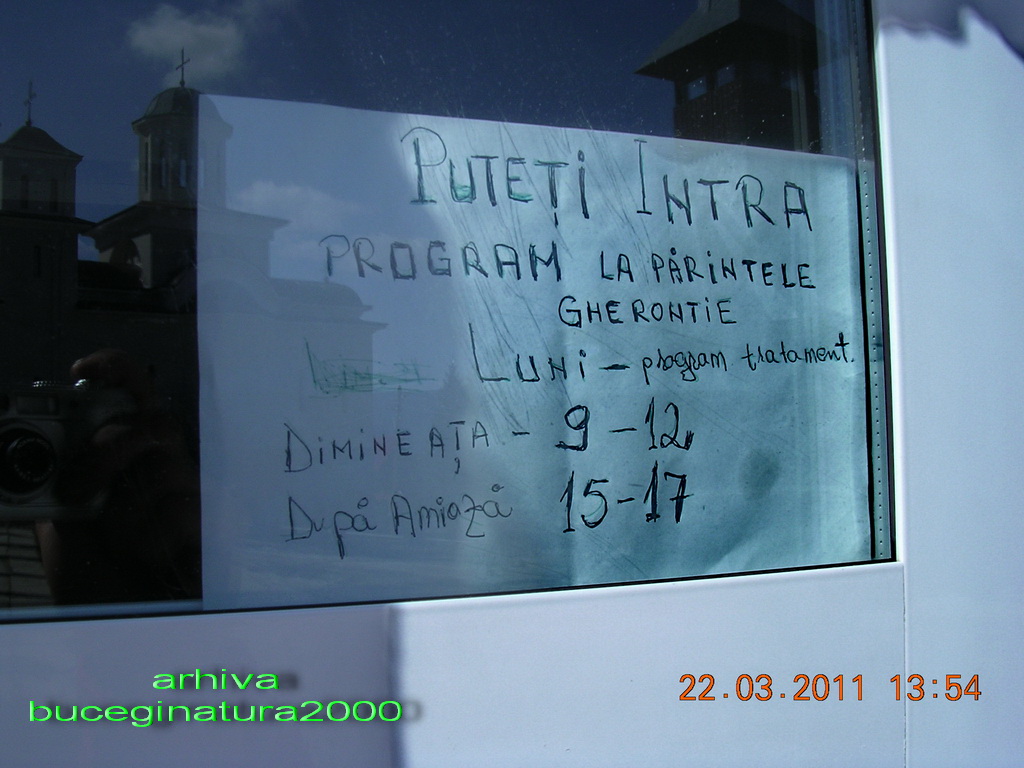 PUTEȚI INTRA
PROGRAM LA PĂRINTELE
GHERONTIE
LUNI – program tratament.
DIMINEAȚA – 9–12
După Amiază 15–17
arhiva
buceginatura2000
22.03.2011 13:54